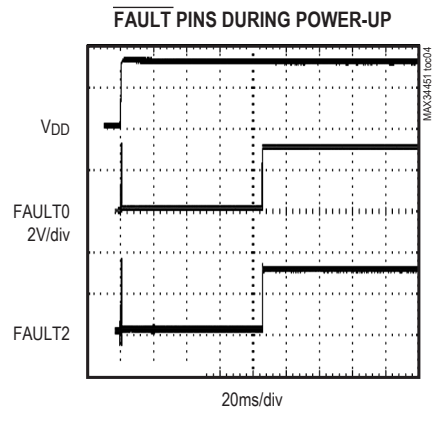 FAULT PINS DURING POWER-UP
MAX34451 toc04
VDD
FAULT0
2V/div
FAULT2
20ms/div